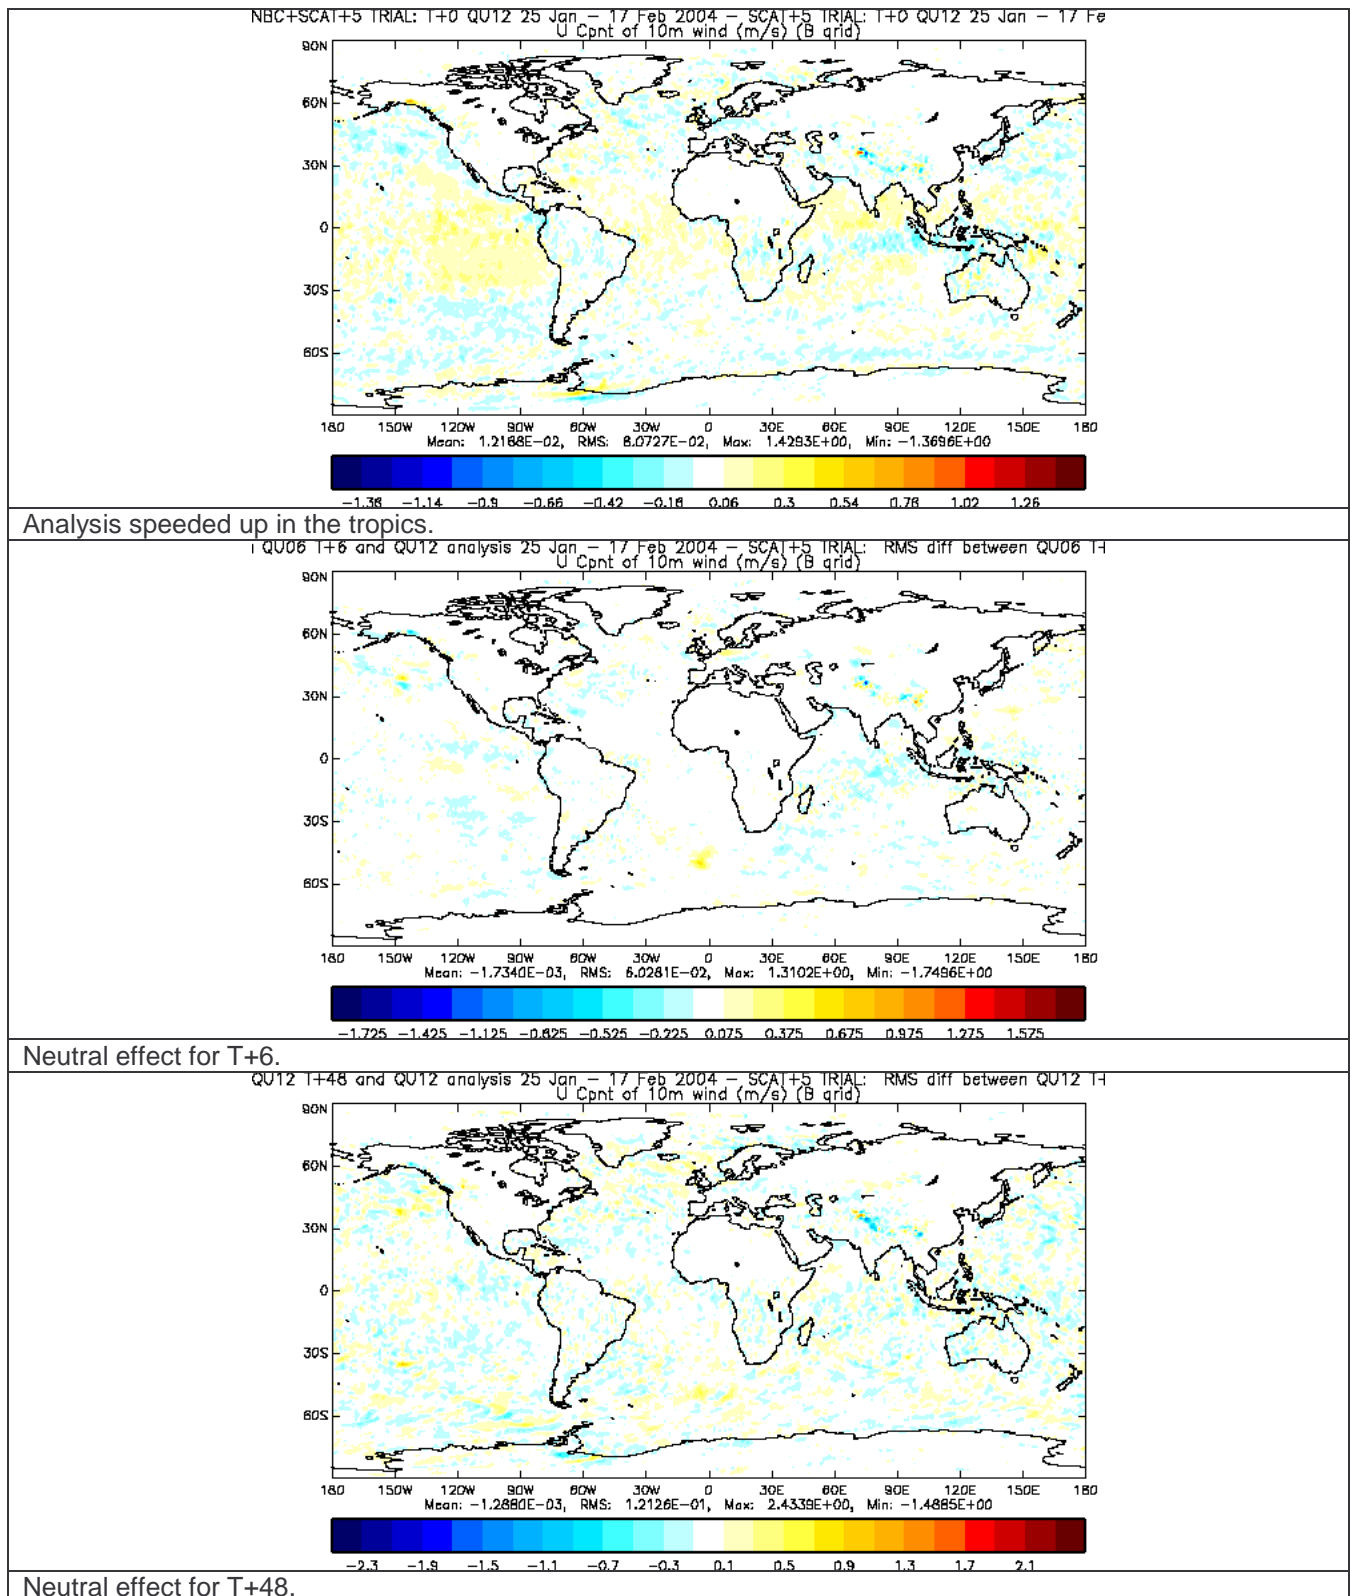 NBC+SCAT+5 TRIAL: T+0 QU12 25 Jan – 17 Feb 2004 – SCAT+5 TRIAL: T+0 QU12 25 Jan – 17 Fe
U Cpnt of 10m wind (m/s) (B grid)
90N
60N
30N
0
30S
60S
180 150W 120W 90W 60W 30W 0 30E 60E 90E 120E 150E 180
Mean: 1.2188E-02, RMS: 8.0727E-02, Max: 1.4293E+00, Min: -1.3696E+00
-1.38 -1.14 -0.9 -0.66 -0.42 -0.18 0.06 0.3 0.54 0.78 1.02 1.26
Analysis speeded up in the tropics.
QU06 T+6 and QU12 analysis 25 Jan – 17 Feb 2004 – SCAT+5 TRIAL: RMS diff between QU06 T+
U Cpnt of 10m wind (m/s) (B grid)
90N
60N
30N
0
30S
60S
180 150W 120W 90W 60W 30W 0 30E 60E 90E 120E 150E 180
Mean: -1.7340E-03, RMS: 6.0281E-02, Max: 1.3102E+00, Min: -1.7496E+00
-1.725 -1.425 -1.125 -0.825 -0.525 -0.225 0.075 0.375 0.675 0.975 1.275 1.575
Neutral effect for T+6.
QU12 T+48 and QU12 analysis 25 Jan – 17 Feb 2004 – SCAT+5 TRIAL: RMS diff between QU12 T+
U Cpnt of 10m wind (m/s) (B grid)
90N
60N
30N
0
30S
60S
180 150W 120W 90W 60W 30W 0 30E 60E 90E 120E 150E 180
Mean: -1.2880E-03, RMS: 1.2126E-01, Max: 2.4339E+00, Min: -1.4885E+00
-2.3 -1.9 -1.5 -1.1 -0.7 -0.3 0.1 0.5 0.9 1.3 1.7 2.1
Neutral effect for T+48.